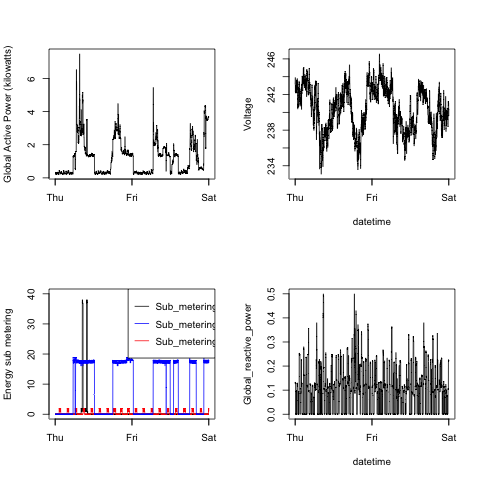 Global Active Power (kilowatts)
0 2 4 6
Thu Fri Sat
Voltage
234 238 242 246
Thu Fri Sat
datetime
Energy sub metering
0 10 20 30 40
Sub_metering
Sub_metering
Sub_metering
Thu Fri Sat
Global_reactive_power
0.0 0.1 0.2 0.3 0.4 0.5
Thu Fri Sat
datetime